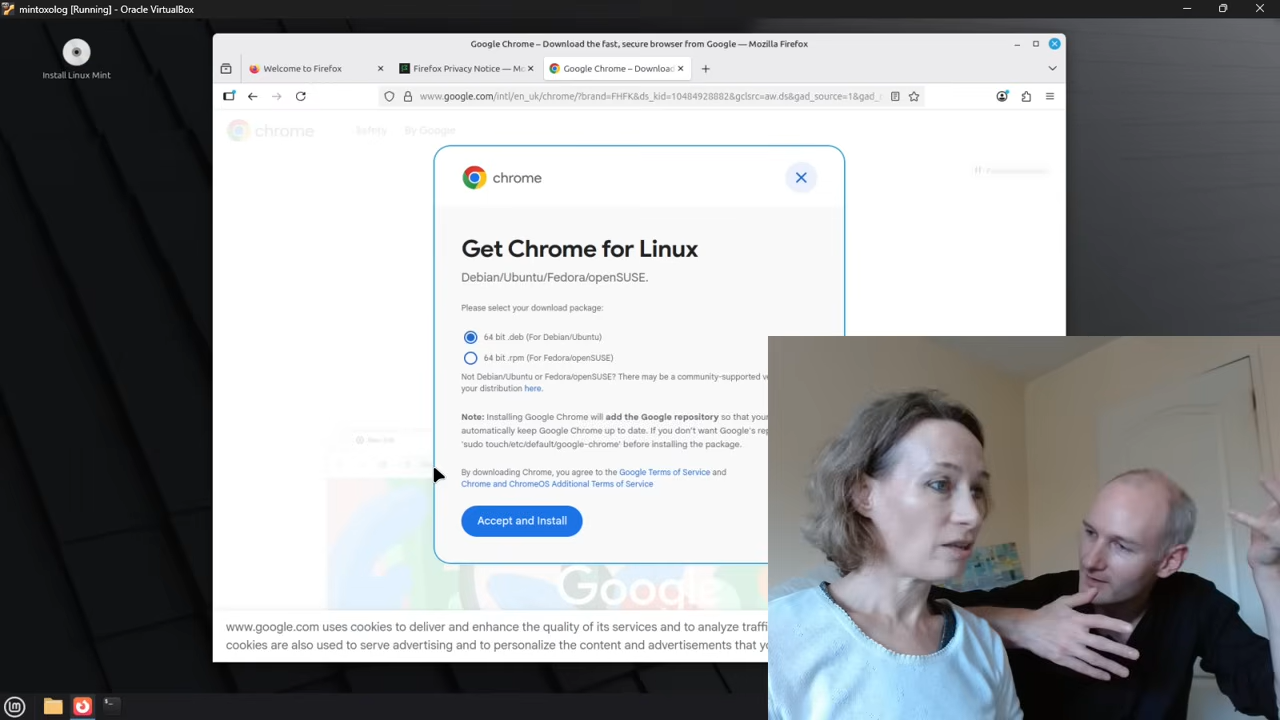 mintoxolog [Running] - Oracle VirtualBox
Install Linux Mint
Google Chrome – Download the fast, secure browser from Google — Mozilla Firefox
Welcome to Firefox
Firefox Privacy Notice — Mo
Google Chrome – Download
www.google.com/intl/en_uk/chrome/?brand=FHFK&ds_kid=10484928882&gclsrc=aw.ds&gad_source=1&gad_
chrome
Safety
By Google
chrome
Get Chrome for Linux
Debian/Ubuntu/Fedora/openSUSE.
Please select your download package:
64 bit .deb (For Debian/Ubuntu)
64 bit .rpm (For Fedora/openSUSE)
Not Debian/Ubuntu or Fedora/openSUSE? There may be a community-supported ve
your distribution here.
Note: Installing Google Chrome will add the Google repository so that your
automatically keep Google Chrome up to date. If you don't want Google's rep
'sudo touch/etc/default/google-chrome' before installing the package.
By downloading Chrome, you agree to the Google Terms of Service and
Chrome and ChromeOS Additional Terms of Service
Accept and Install
Google
www.google.com uses cookies to deliver and enhance the quality of its services and to analyze traffi
cookies are also used to serve advertising and to personalize the content and advertisements that yo